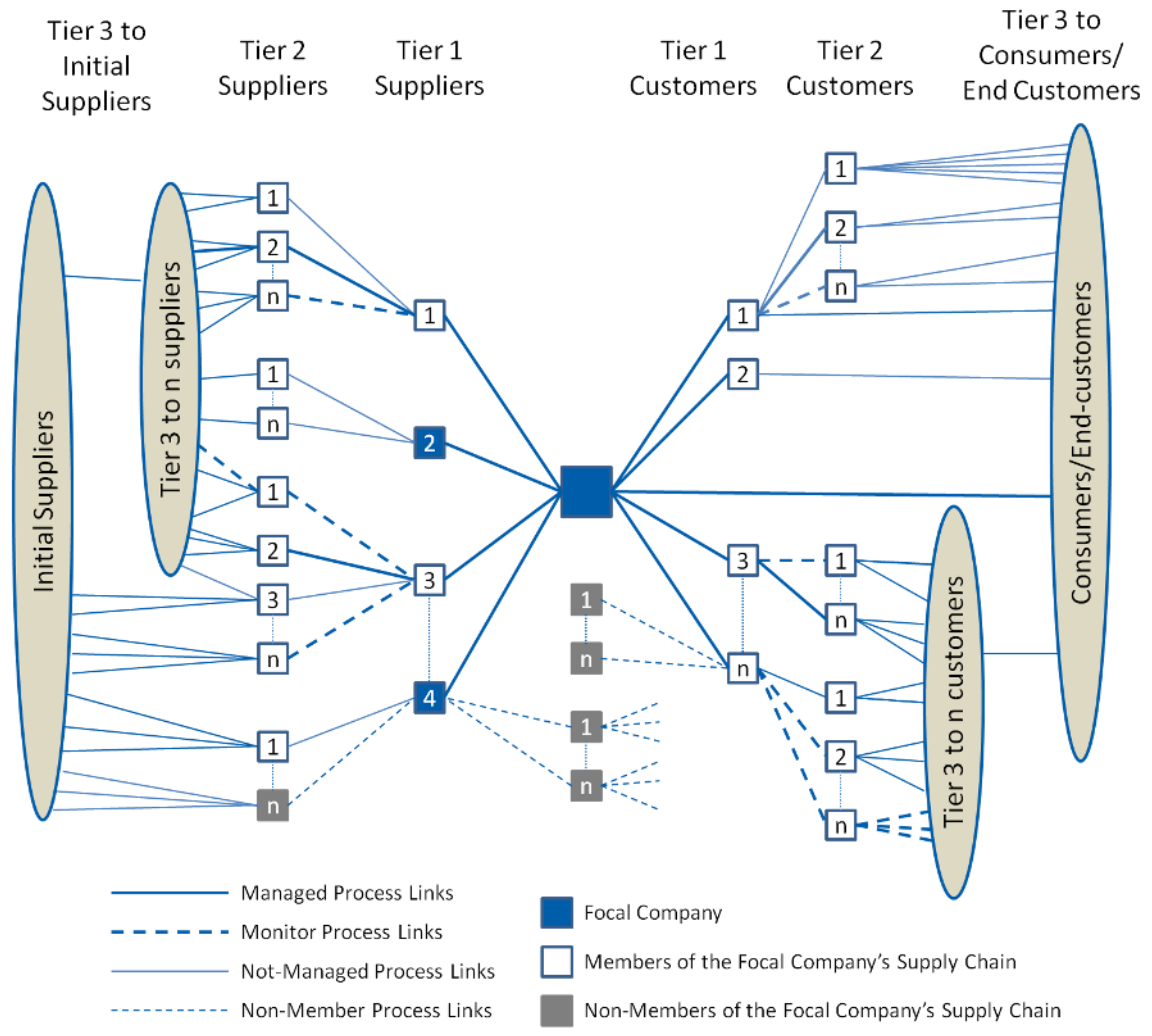 Tier 3 to
Initial
Suppliers
Tier 2
Suppliers
Tier 1
Suppliers
Tier 1
Customers
Tier 2
Customers
Tier 3 to
Consumers/
End Customers
Initial Suppliers
Tier 3 to n suppliers
1
2
n
1
n
1
2
3
n
1
n
1
2
3
4
1
n
1
n
1
2
3
n
1
2
n
1
n
1
2
n
Tier 3 to n customers
Consumers/End-customers
Managed Process Links
Monitor Process Links
Not-Managed Process Links
Non-Member Process Links
Focal Company
Members of the Focal Company's Supply Chain
Non-Members of the Focal Company's Supply Chain